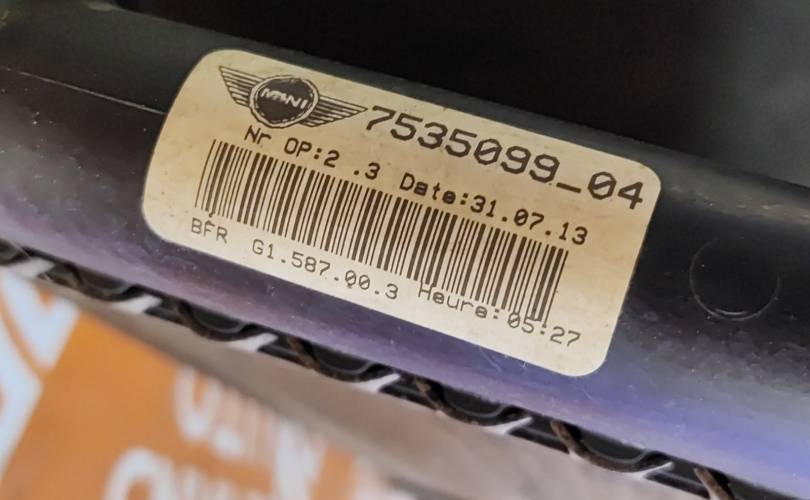 MINI
7535099_04
Nr OP:2 .3 Date:31.07.13
BFR G1.587.00.3 Heure:05:27